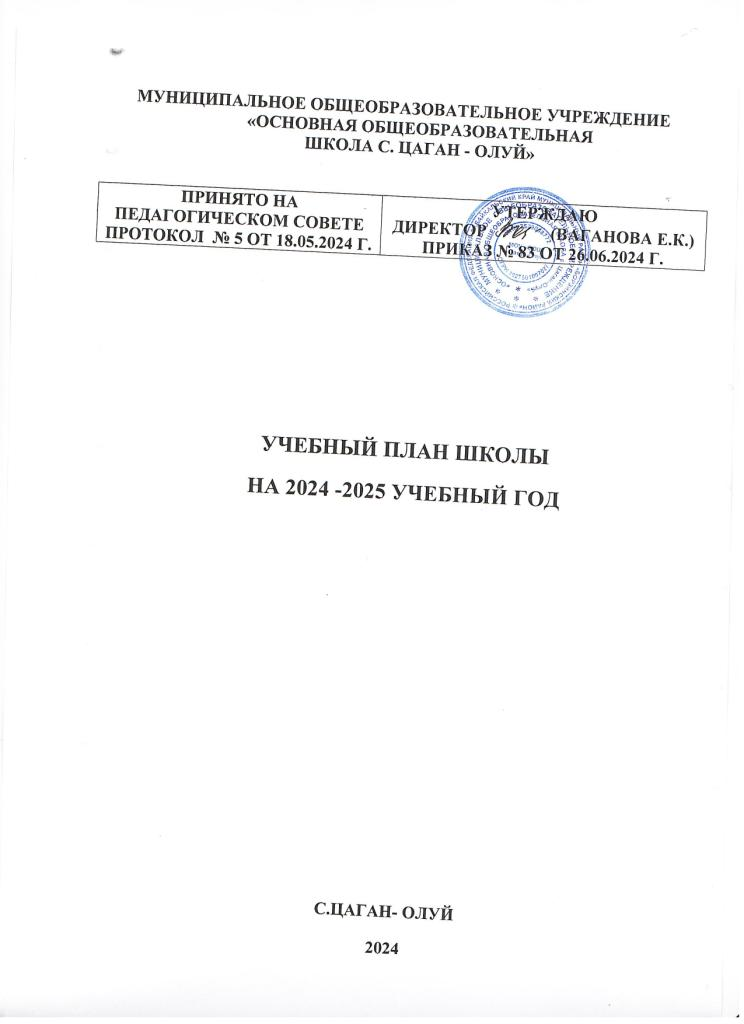 МУНИЦИПАЛЬНОЕ ОБЩЕОБРАЗОВАТЕЛЬНОЕ УЧРЕЖДЕНИЕ
«ОСНОВНАЯ ОБЩЕОБРАЗОВАТЕЛЬНАЯ
ШКОЛА С. ЦАГАН - ОЛУЙ»
ПРИНЯТО НА
ПЕДАГОГИЧЕСКОМ СОВЕТЕ
ПРОТОКОЛ № 5 ОТ 18.05.2024 Г.
УТЕРЖДАЮ
ДИРЕКТОР (ВАГАНОВА Е.К.)
ПРИКАЗ № 83 ОТ 26.06.2024 Г.
УЧЕБНЫЙ ПЛАН ШКОЛЫ
НА 2024 -2025 УЧЕБНЫЙ ГОД
С.ЦАГАН- ОЛУЙ
2024